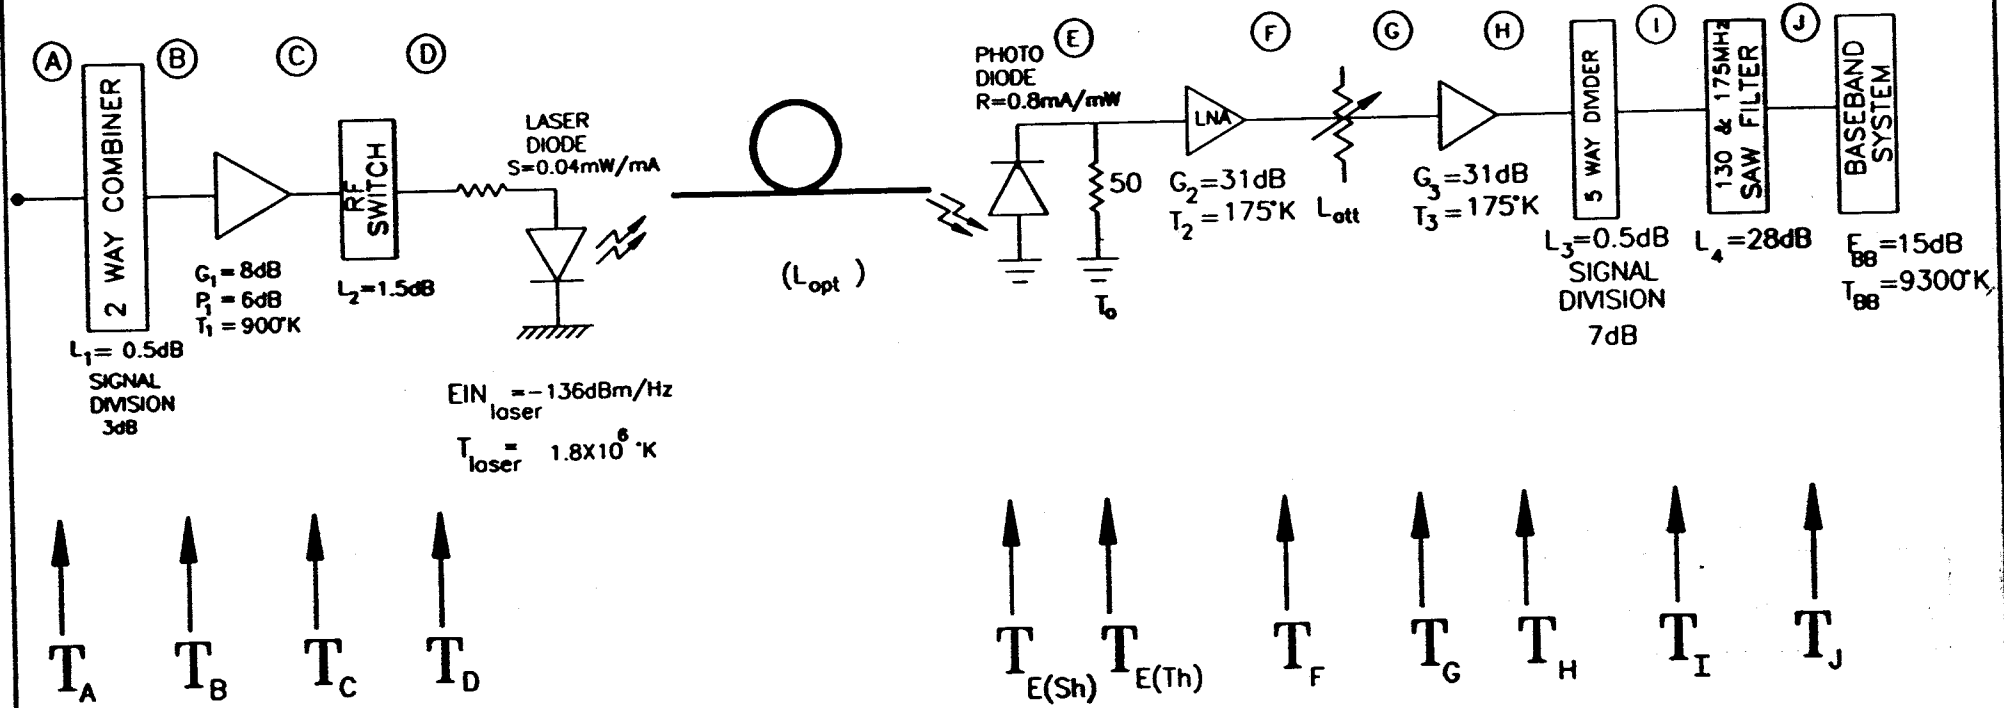 A
B
C
D
E
F
G
H
I
J
2 WAY COMBINER
L1= 0.5dB
SIGNAL
DIVISION
3dB
G1=8dB
P1=6dB
T1=900°K
RF
SWITCH
L2=1.5dB
LASER
DIODE
S=0.04mW/mA
EINlaser=-136dBm/Hz
Tlaser= 1.8X10⁶ °K
(Lopt )
PHOTO
DIODE
R=0.8mA/mW
50
To
LNA
G2=31dB
T2=175°K
Latt
G3=31dB
T3=175°K
5 WAY DIVIDER
L3=0.5dB
SIGNAL
DIVISION
7dB
130 & 175MHz
SAW FILTER
L4=28dB
BASEBAND
SYSTEM
FBB=15dB
TBB=9300°K
TA
TB
TC
TD
TE(Sh)
TE(Th)
TF
TG
TH
TI
TJ